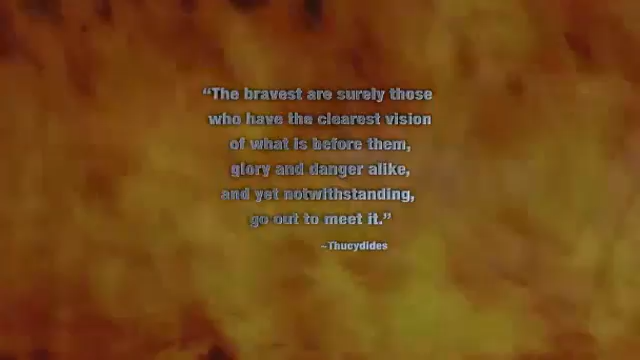 “The bravest are surely those
who have the clearest vision
of what is before them,
glory and danger alike,
and yet notwithstanding,
go out to meet it.”
~Thucydides